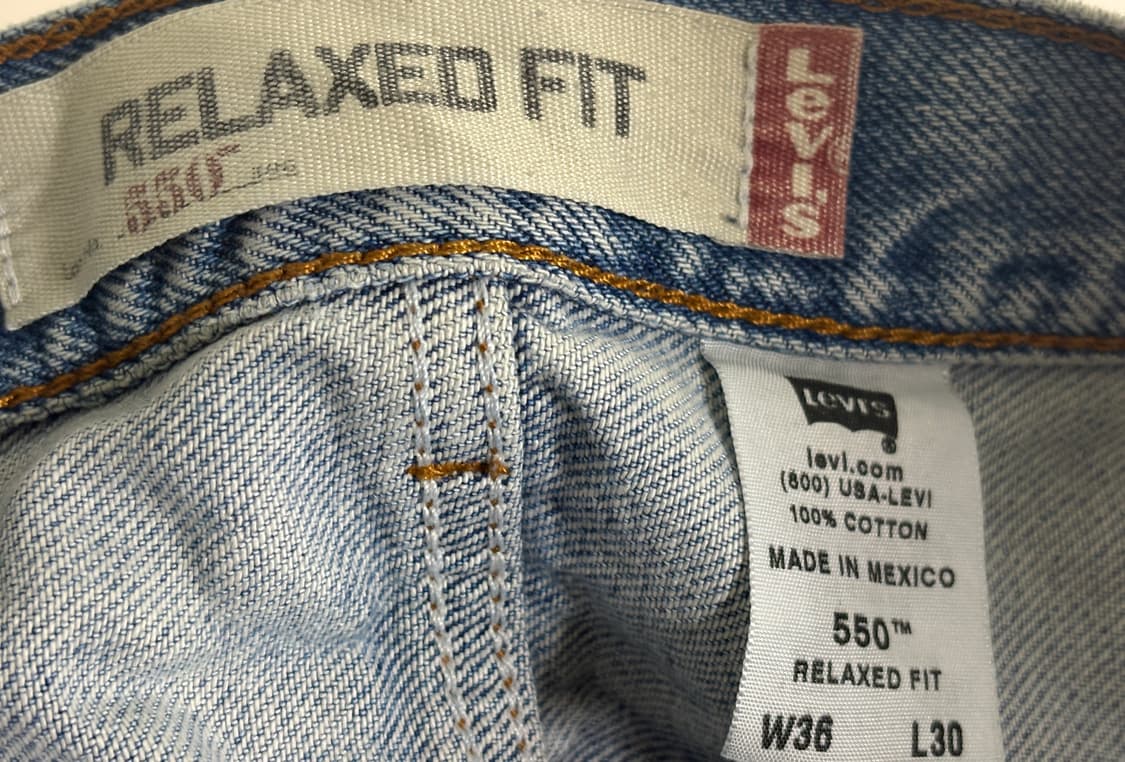 RELAXED FIT
550
Levi's
Levi's
®
levi.com
(800) USA-LEVI
100% COTTON
MADE IN MEXICO
550™
RELAXED FIT
W36 L30